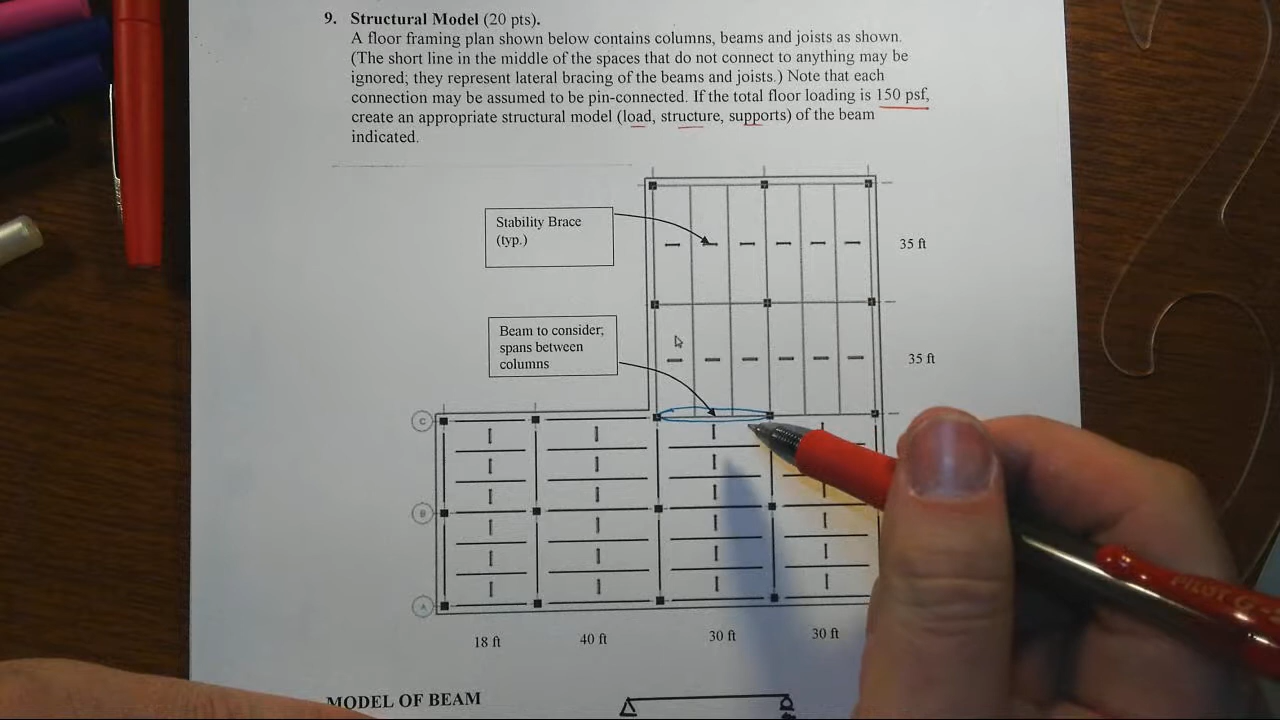 9. Structural Model (20 pts).
A floor framing plan shown below contains columns, beams and joists as shown.
(The short line in the middle of the spaces that do not connect to anything may be
ignored; they represent lateral bracing of the beams and joists.) Note that each
connection may be assumed to be pin-connected. If the total floor loading is 150 psf,
create an appropriate structural model (load, structure, supports) of the beam
indicated.
Stability Brace
(typ.)
35 ft
Beam to consider;
spans between
columns
35 ft
C
B
A
18 ft
40 ft
30 ft
30 ft
MODEL OF BEAM
PILOT G-2